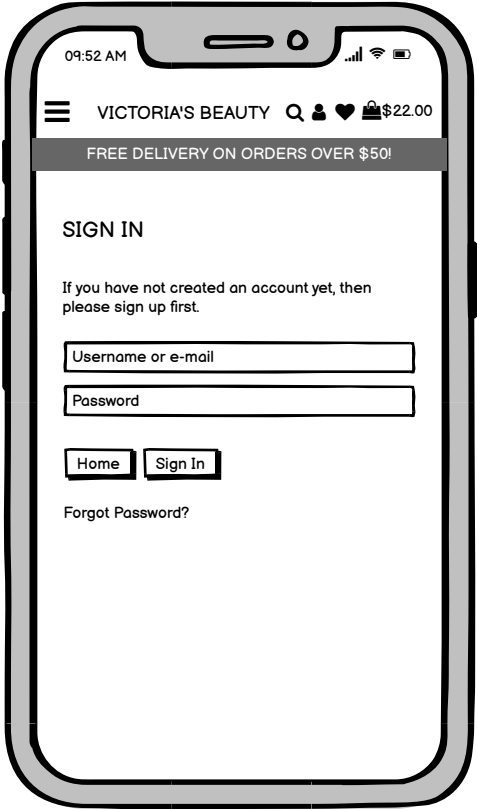 09:52 AM
VICTORIA'S BEAUTY $22.00
FREE DELIVERY ON ORDERS OVER $50!
SIGN IN
If you have not created an account yet, then
please sign up first.
Username or e-mail
Password
Home Sign In
Forgot Password?